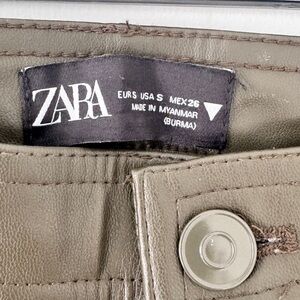 ZARA
EUR S USA S MEX 26
MADE IN MYANMAR
(BURMA)